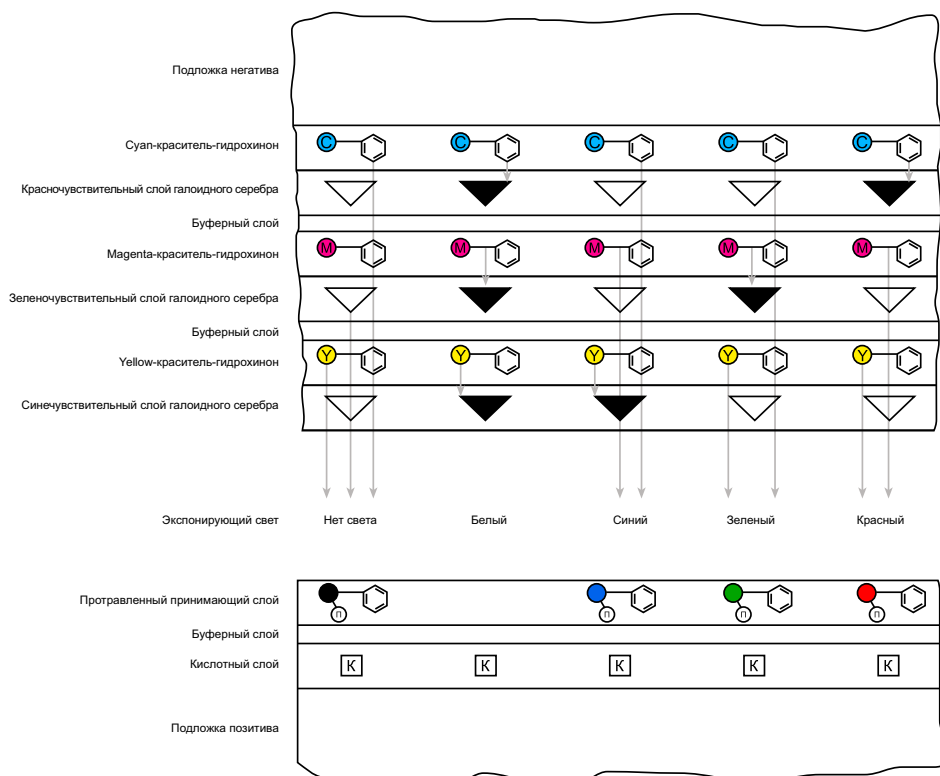 Подложка негатива
Cyan-краситель-гидрохинон
C C C C C
Красночувствительный слой галоидного серебра
Буферный слой
Magenta-краситель-гидрохинон
M M M M M
Зеленочувствительный слой галоидного серебра
Буферный слой
Yellow-краситель-гидрохинон
Y Y Y Y Y
Синечувствительный слой галоидного серебра
Экспонирующий свет
Нет света Белый Синий Зеленый Красный
Протравленный принимающий слой
П П П П
Буферный слой
Кислотный слой
К К К К К
Подложка позитива